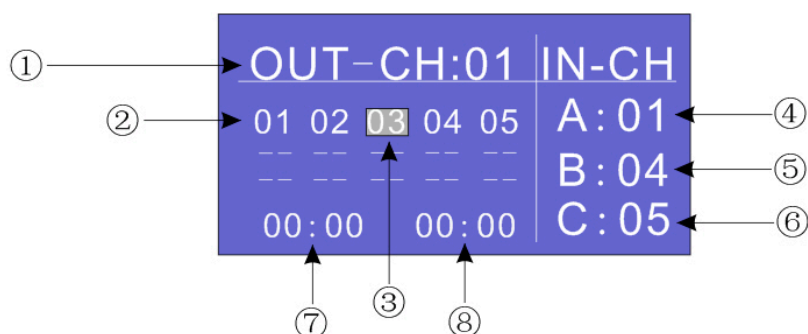 ① OUT-CH:01 IN-CH
② 01 02 03 04 05 A:01 ④
-- -- -- -- -- B:04 ⑤
-- -- -- -- --
00:00 00:00 C:05 ⑥
⑦ ③ ⑧